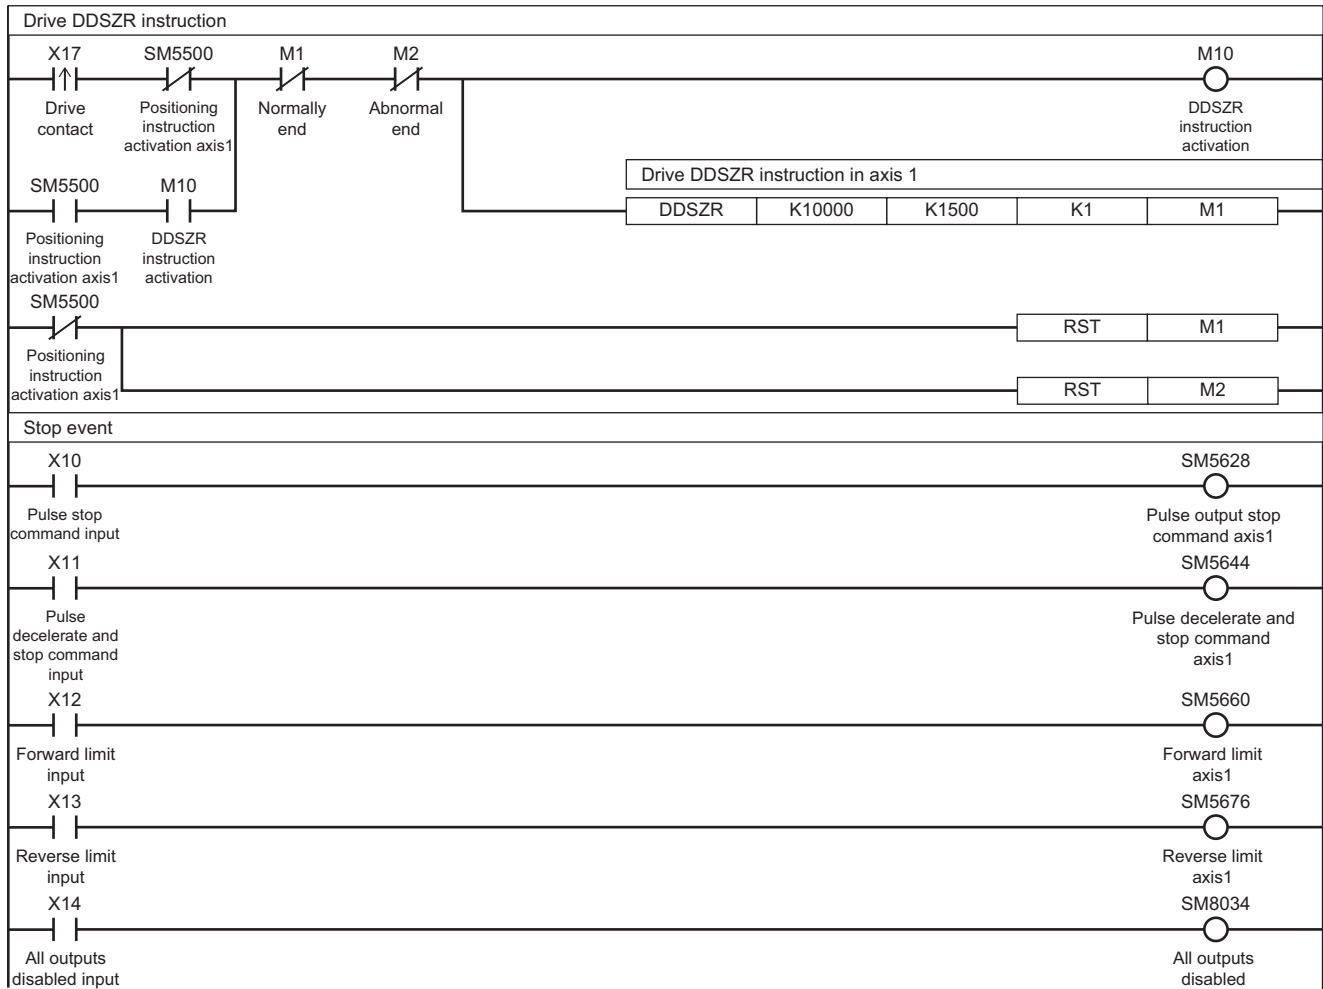 Drive DDSZR instruction
X17 SM5500 M1 M2 M10
Drive Positioning Normally Abnormal DDSZR
contact instruction end end instruction
activation axis1 activation
Drive DDSZR instruction in axis 1
SM5500 M10
DDSZR K10000 K1500 K1 M1
Positioning DDSZR
instruction instruction
activation axis1 activation
SM5500
RST M1
Positioning
instruction
activation axis1
RST M2
Stop event
X10 SM5628
Pulse stop Pulse output stop
command input command axis1
X11 SM5644
Pulse Pulse decelerate and
decelerate and stop command
stop command axis1
input
X12 SM5660
Forward limit Forward limit
input axis1
X13 SM5676
Reverse limit Reverse limit
input axis1
X14 SM8034
All outputs All outputs
disabled input disabled